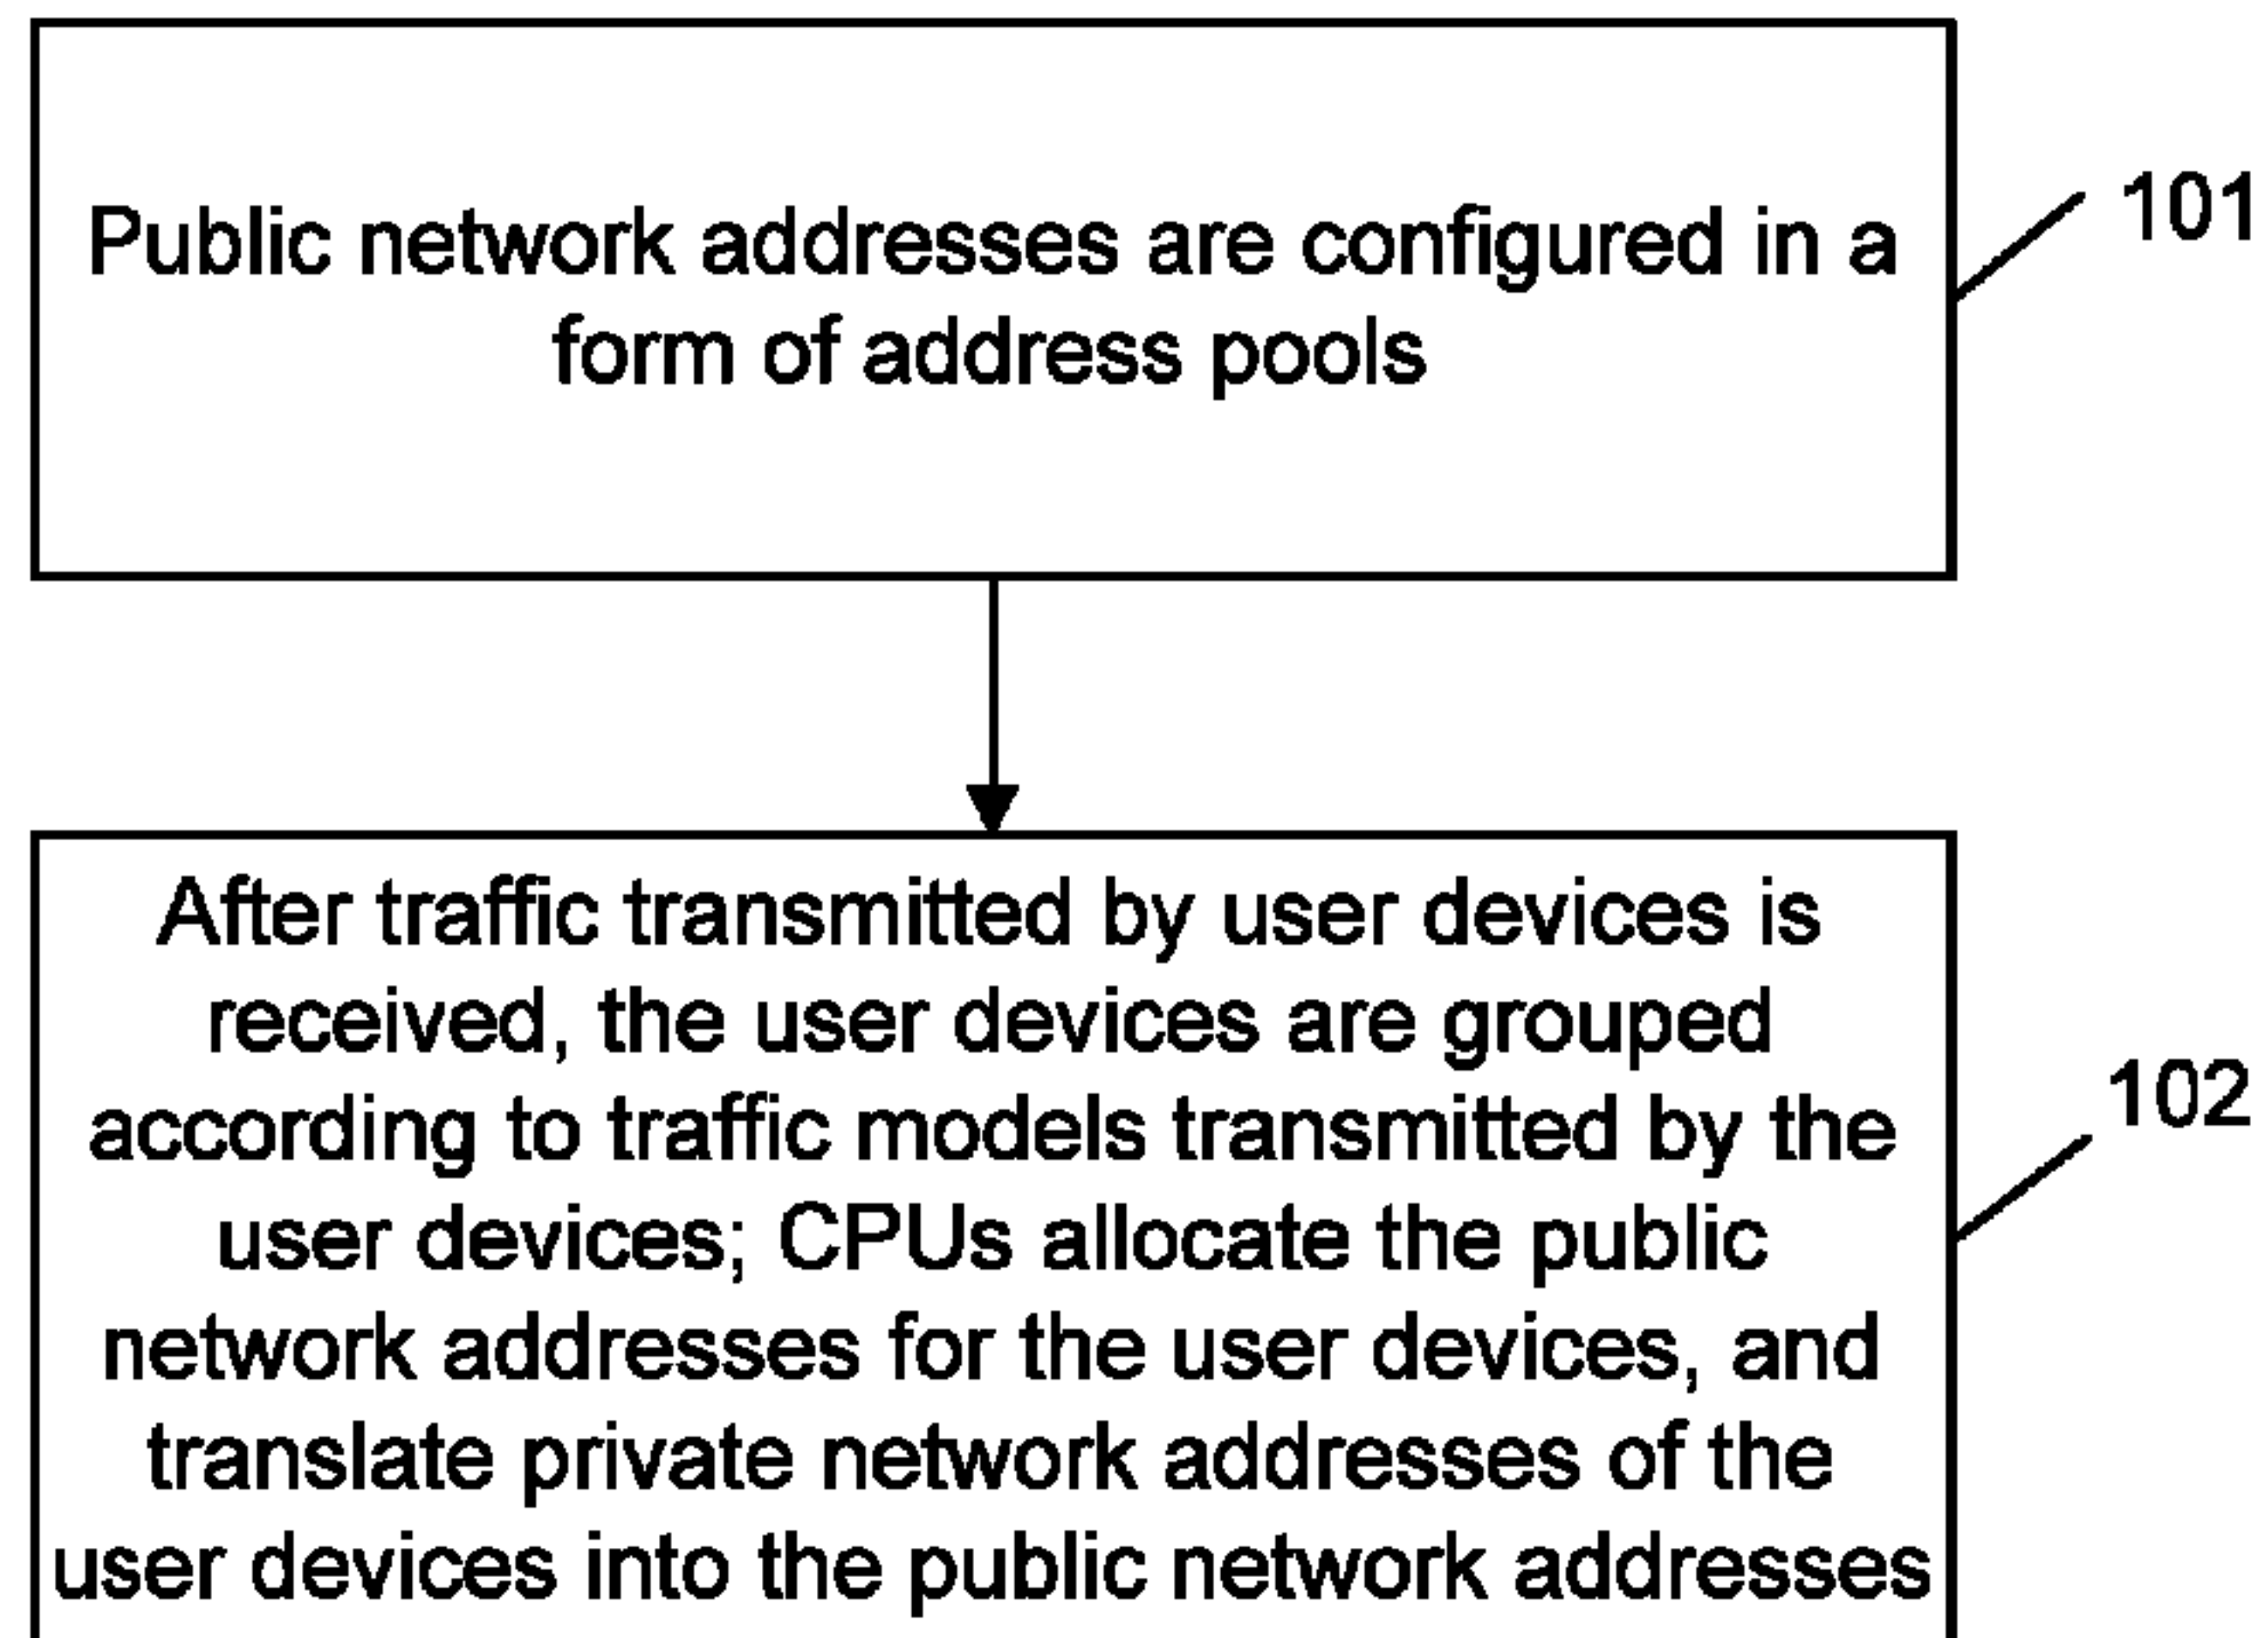 Public network addresses are configured in a
form of address pools
101
After traffic transmitted by user devices is
received, the user devices are grouped
according to traffic models transmitted by the
user devices; CPUs allocate the public
network addresses for the user devices, and
translate private network addresses of the
user devices into the public network addresses
102